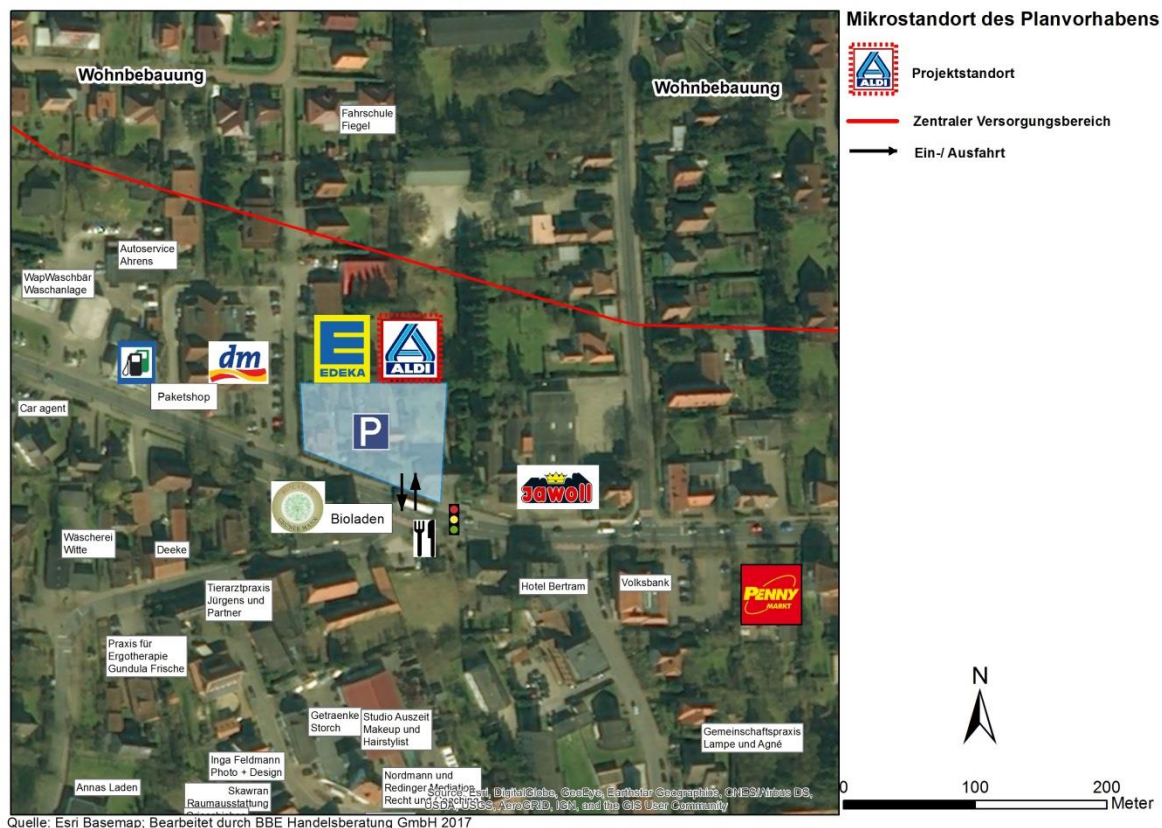 Mikrostandort des Planvorhabens
ALDI
Projektstandort
Zentraler Versorgungsbereich
Ein-/ Ausfahrt
Wohnbebauung
Wohnbebauung
Fahrschule
Fiegel
Autoservice
Ahrens
WapWaschbär
Waschanlage
dm
E
EDEKA
ALDI
Paketshop
Car agent
P
Bioladen
Jawoll
Wäscherei
Witte
Deeke
Tierarztpraxis
Jürgens und
Partner
Hotel Bertram
Volksbank
PENNY
MARKT
Praxis für
Ergotherapie
Gundula Frische
Getraenke
Storch
Studio Auszeit
Makeup und
Hairstylist
Gemeinschaftspraxis
Lampe und Agné
Inga Feldmann
Photo + Design
Annas Laden
Skawran
Raumausstattung
Nordmann und
Redinger Mediation
Recht und
Source: Esri, DigitalGlobe, GeoEye, Earthstar Geographics, CNES/Airbus DS,
USDA, USGS, AeroGRID, IGN, and the GIS User Community
N
0 100 200
Meter
Quelle: Esri Basemap; Bearbeitet durch BBE Handelsberatung GmbH 2017